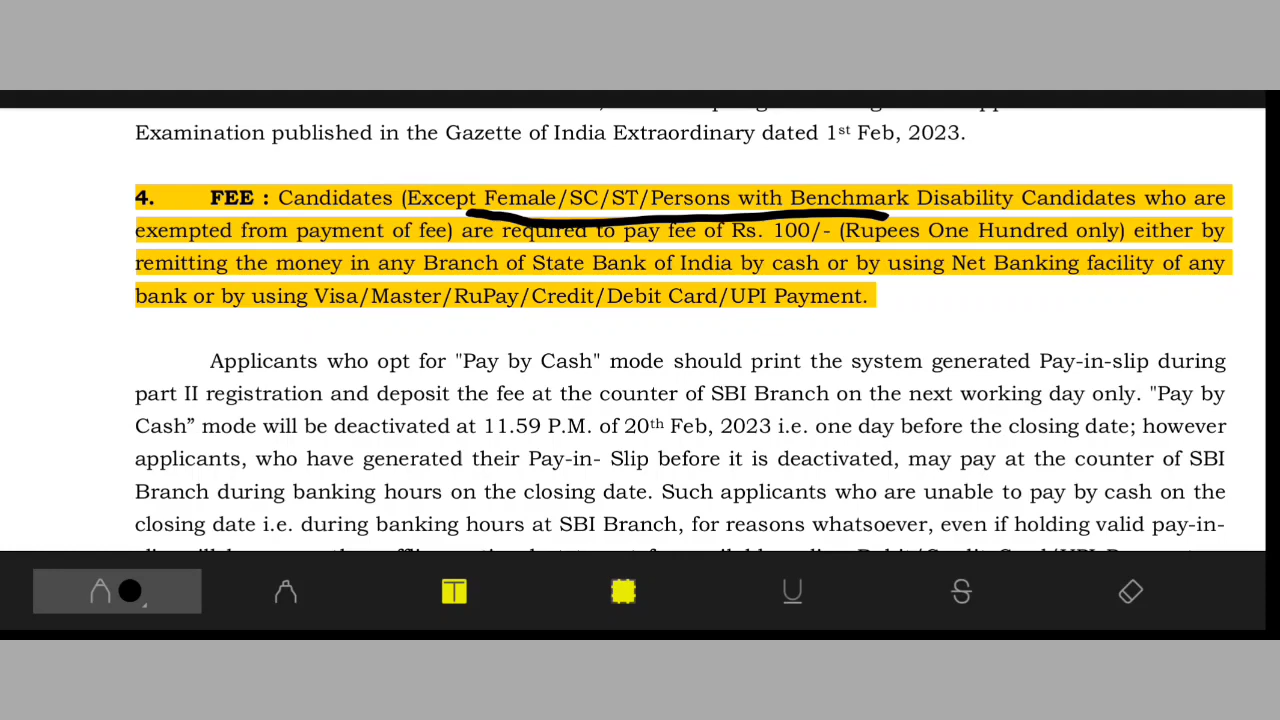 Examination published in the Gazette of India Extraordinary dated 1st Feb, 2023.
4. FEE : Candidates (Except Female/SC/ST/Persons with Benchmark Disability Candidates who are
exempted from payment of fee) are required to pay fee of Rs. 100/- (Rupees One Hundred only) either by
remitting the money in any Branch of State Bank of India by cash or by using Net Banking facility of any
bank or by using Visa/Master/RuPay/Credit/Debit Card/UPI Payment.
Applicants who opt for "Pay by Cash" mode should print the system generated Pay-in-slip during
part II registration and deposit the fee at the counter of SBI Branch on the next working day only. "Pay by
Cash” mode will be deactivated at 11.59 P.M. of 20th Feb, 2023 i.e. one day before the closing date; however
applicants, who have generated their Pay-in- Slip before it is deactivated, may pay at the counter of SBI
Branch during banking hours on the closing date. Such applicants who are unable to pay by cash on the
closing date i.e. during banking hours at SBI Branch, for reasons whatsoever, even if holding valid pay-in-
T U S